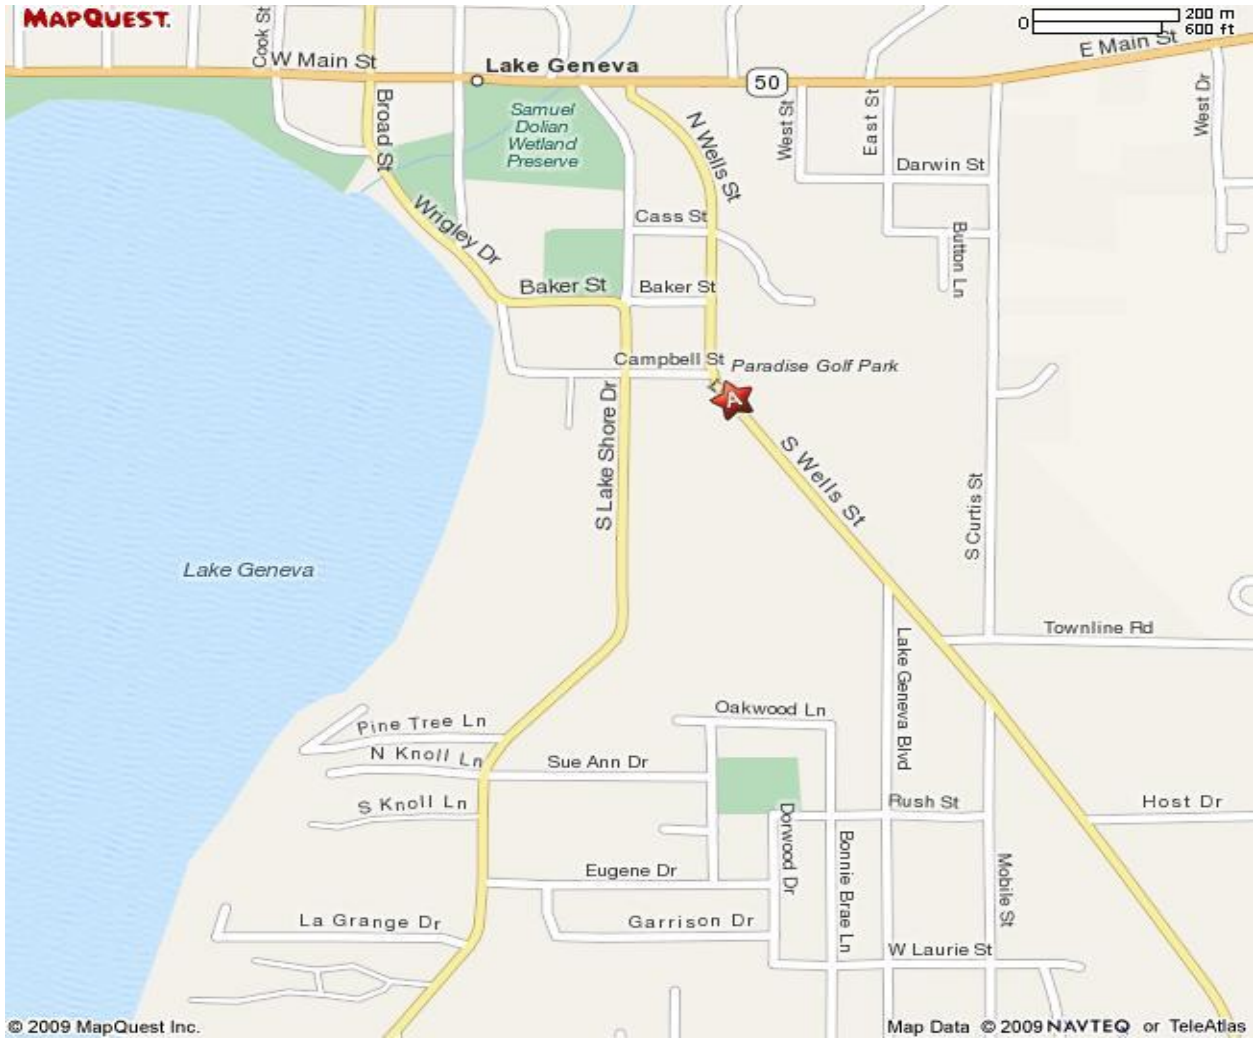 MAPQUEST.
0
200 m
600 ft
Cook St
W Main St
Lake Geneva
50
E Main St
West Dr
Broad St
Samuel
Dolian
Wetland
Preserve
N Wells St
West St
East St
Darwin St
Wrigley Dr
Cass St
Button Ln
Baker St
Baker St
Campbell St
Paradise Golf Park
A
S Lake Shore Dr
S Wells St
S Curtis St
Lake Geneva
Townline Rd
Lake Geneva Blvd
Pine Tree Ln
Oakwood Ln
N Knoll Ln
Sue Ann Dr
S Knoll Ln
Rush St
Host Dr
Dorwood Dr
Bonnie Brae Ln
Mobile St
Eugene Dr
La Grange Dr
Garrison Dr
W Laurie St
© 2009 MapQuest Inc.
Map Data © 2009 NAVTEQ or TeleAtlas